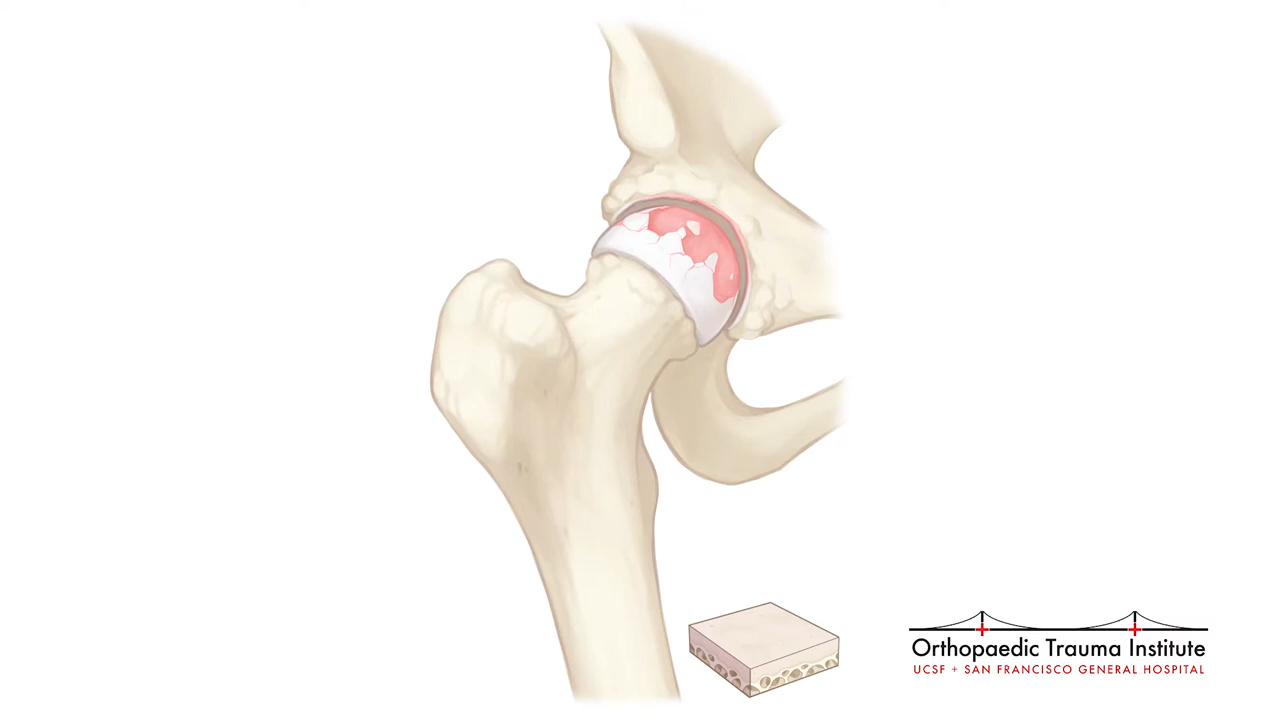 Orthopaedic Trauma Institute
UCSF + SAN FRANCISCO GENERAL HOSPITAL